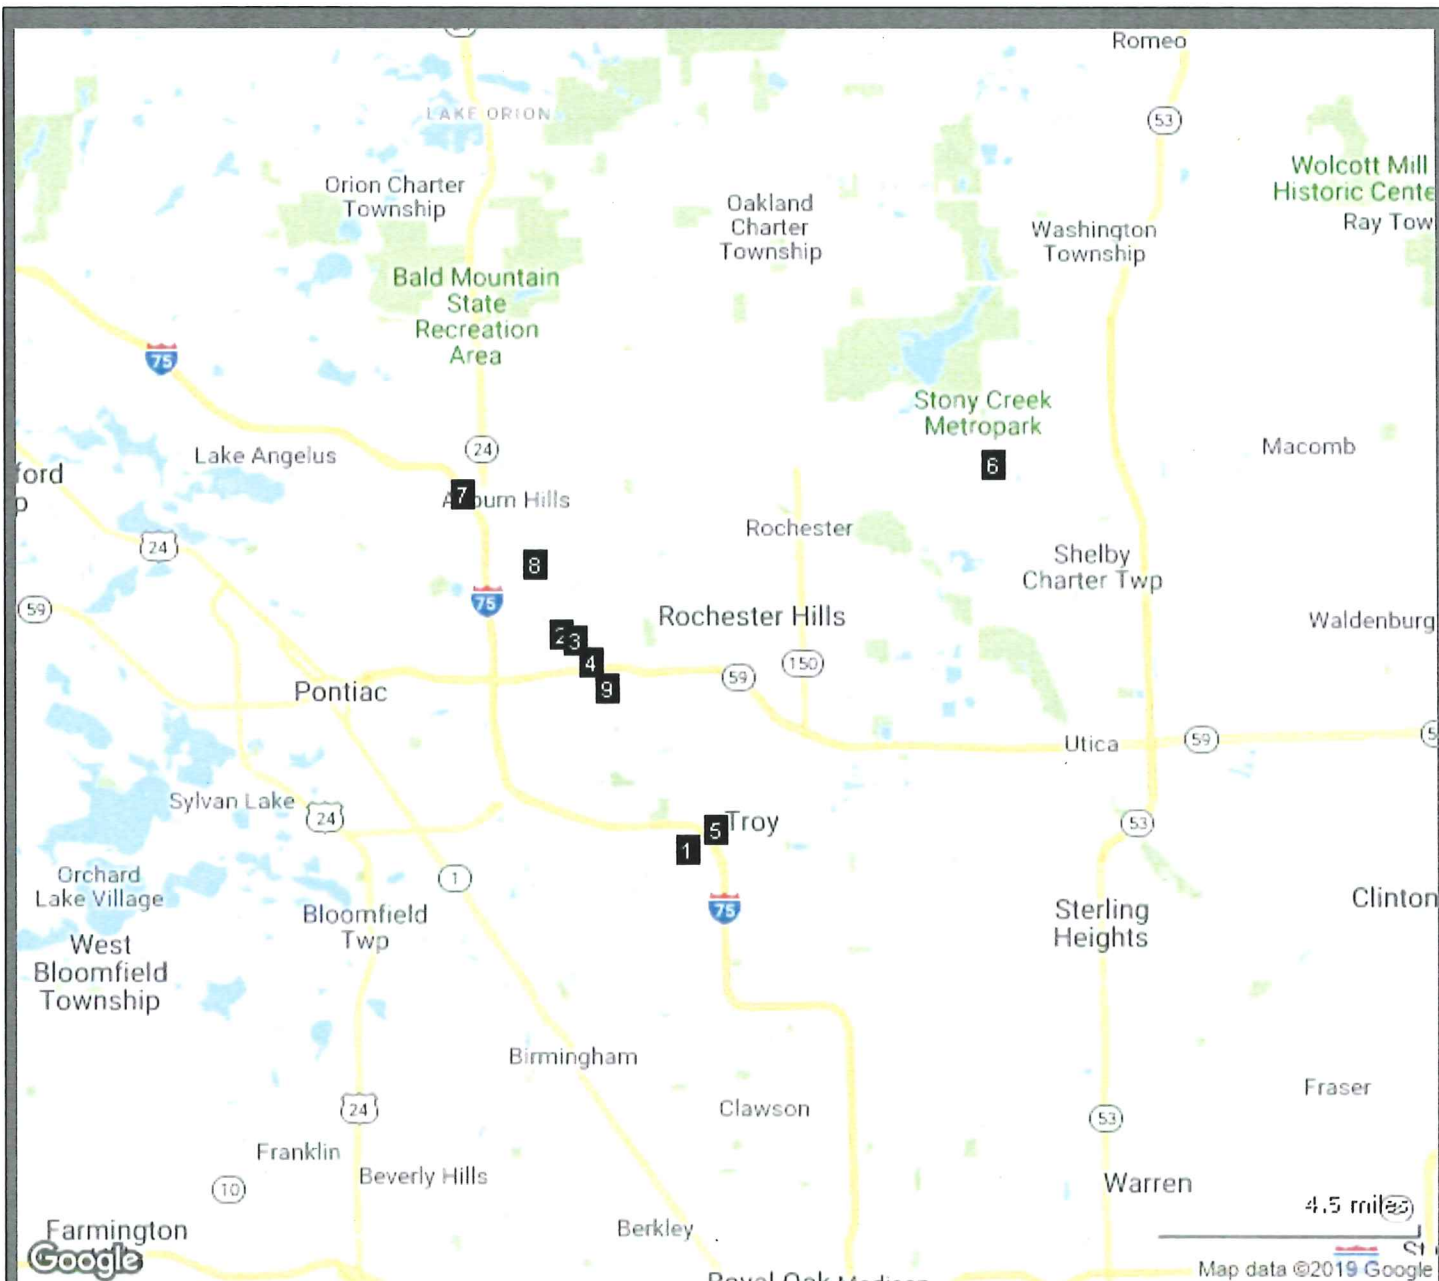 Romeo
LAKE ORION
53
Wolcott Mill
Historic Cente
Ray Tow
Orion Charter
Township
Oakland
Charter
Township
Washington
Township
Bald Mountain
State
Recreation
Area
75
Stony Creek
Metropark
24
Lake Angelus
Macomb
6
ford
7
Auburn Hills
Rochester
24
8
Shelby
Charter Twp
75
59
Rochester Hills
Waldenburg
2
3
4
150
59
9
Pontiac
Utica
59
5
Sylvan Lake
24
5
Troy
53
1
Orchard
Lake Village
1
Bloomfield
Twp
75
Clinton
Sterling
Heights
West
Bloomfield
Township
Birmingham
Fraser
24
Clawson
53
Franklin
Beverly Hills
10
Warren
4.5 miles
Farmington
Berkley
Google
Map data ©2019 Google